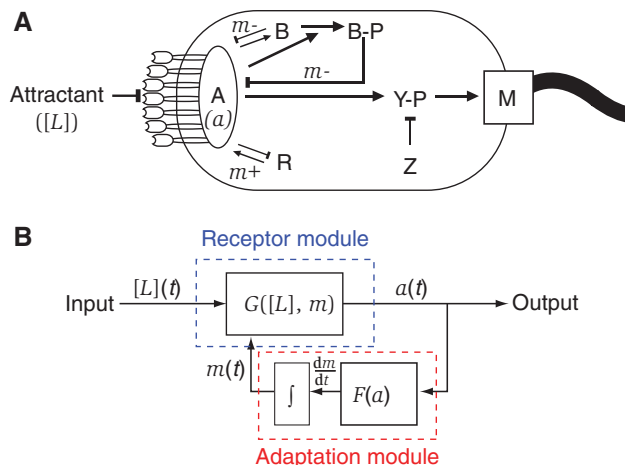 A
m- B B-P
m-
Attractant
([L])
A
(a)
Y-P
M
m+ R
Z
B
Receptor module
Input [L](t) G([L], m) a(t) Output
m(t) ∫ dm/dt F(a)
Adaptation module